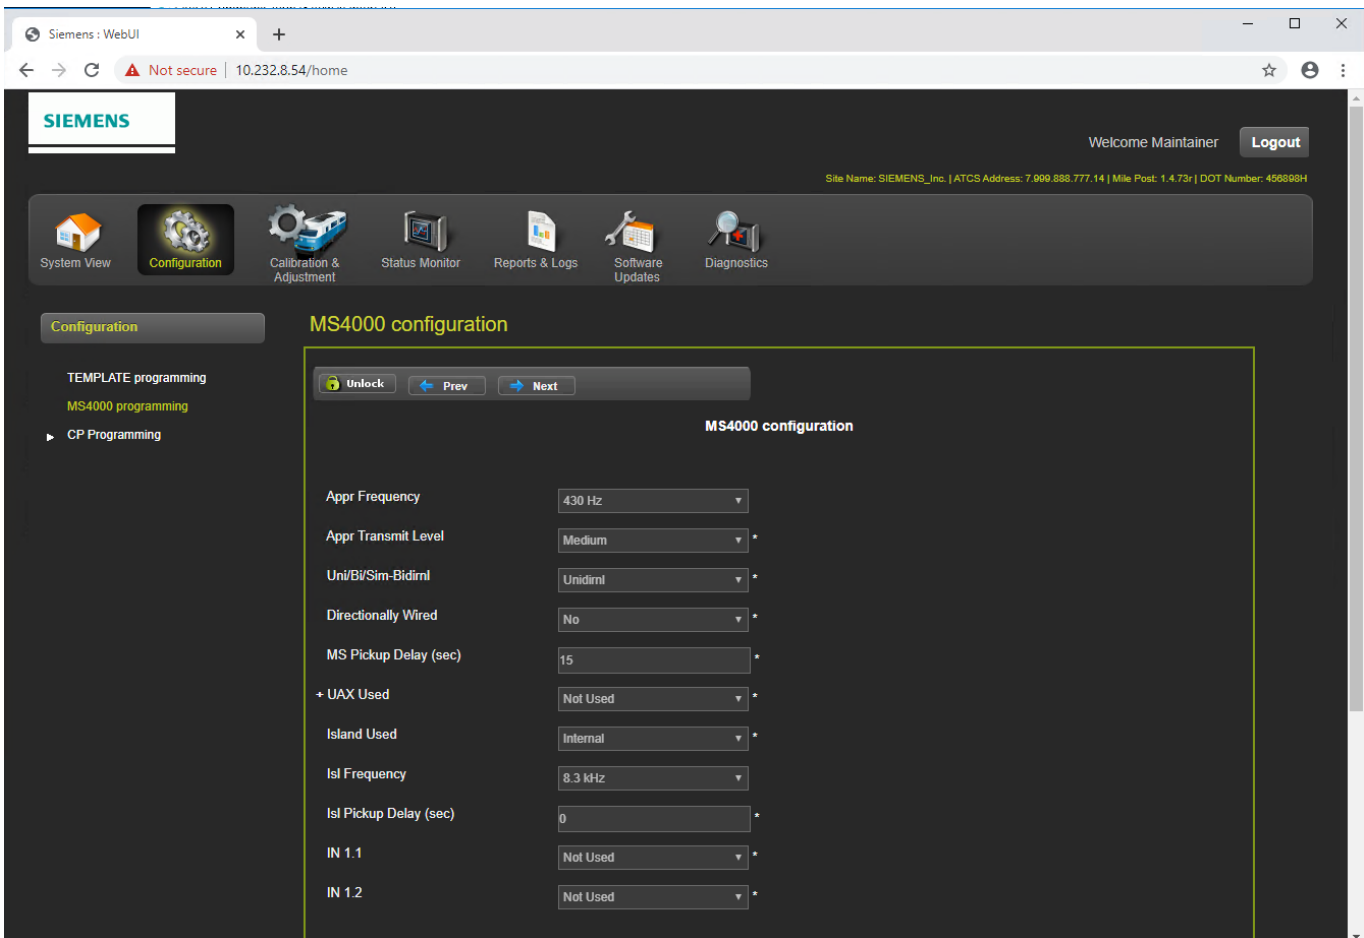 Siemens : WebUI
Not secure | 10.232.8.54/home
SIEMENS
Welcome Maintainer
Logout
Site Name: SIEMENS_Inc. | ATCS Address: 7.999.888.777.14 | Mile Post: 1.4.73r | DOT Number: 456898H
System View
Configuration
Calibration &
Adjustment
Status Monitor
Reports & Logs
Software
Updates
Diagnostics
Configuration
TEMPLATE programming
MS4000 programming
CP Programming
MS4000 configuration
Unlock
Prev
Next
MS4000 configuration
Appr Frequency 430 Hz
Appr Transmit Level Medium *
Uni/Bi/Sim-Bidirnl Unidirnl *
Directionally Wired No *
MS Pickup Delay (sec) 15 *
+ UAX Used Not Used *
Island Used Internal *
Isl Frequency 8.3 kHz
Isl Pickup Delay (sec) 0 *
IN 1.1 Not Used *
IN 1.2 Not Used *